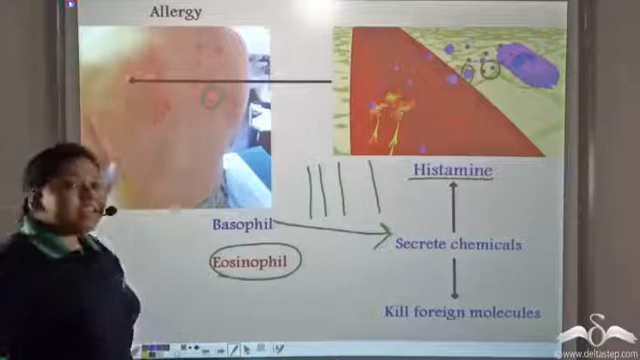 Allergy
Histamine
Basophil
Secrete chemicals
Eosinophil
Kill foreign molecules
www.deltastep.com